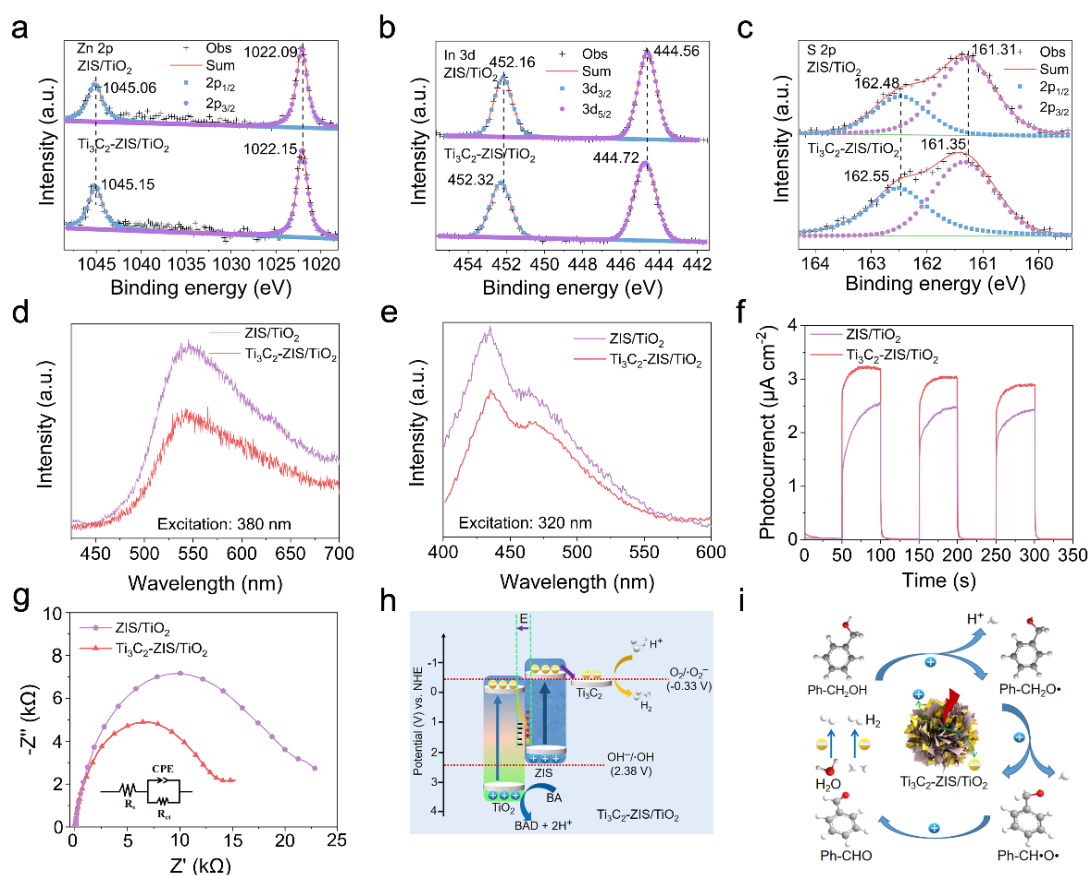 a
Zn 2p
ZIS/TiO₂
Obs
Sum
2p₁/₂
2p₃/₂
1045.06
1022.09
Ti₃C₂-ZIS/TiO₂
1045.15
1022.15
Intensity (a.u.)
1045 1040 1035 1030 1025 1020
Binding energy (eV)
b
In 3d
ZIS/TiO₂
Obs
Sum
3d₃/₂
3d₅/₂
452.16
444.56
Ti₃C₂-ZIS/TiO₂
452.32
444.72
Intensity (a.u.)
454 452 450 448 446 444 442
Binding energy (eV)
c
S 2p
ZIS/TiO₂
Obs
Sum
2p₁/₂
2p₃/₂
161.31
162.48
Ti₃C₂-ZIS/TiO₂
161.35
162.55
Intensity (a.u.)
164 163 162 161 160
Binding energy (eV)
d
ZIS/TiO₂
Ti₃C₂-ZIS/TiO₂
Excitation: 380 nm
Intensity (a.u.)
450 500 550 600 650 700
Wavelength (nm)
e
ZIS/TiO₂
Ti₃C₂-ZIS/TiO₂
Excitation: 320 nm
Intensity (a.u.)
400 450 500 550 600
Wavelength (nm)
f
ZIS/TiO₂
Ti₃C₂-ZIS/TiO₂
Photocurrenct (μA cm⁻²)
4
3
2
1
0
0 50 100 150 200 250 300 350
Time (s)
g
ZIS/TiO₂
Ti₃C₂-ZIS/TiO₂
CPE
Rₛ
R꜀ₜ
-Z" (kΩ)
10
8
6
4
2
0
0 5 10 15 20 25
Z' (kΩ)
h
E
Potential (V) vs. NHE
-1
0
1
2
3
4
H⁺
H₂
Ti₃C₂
O₂/·O₂⁻
(-0.33 V)
OH⁻/·OH
(2.38 V)
ZIS
TiO₂
BA
BAD + 2H⁺
Ti₃C₂-ZIS/TiO₂
i
H⁺
Ph-CH₂OH
Ph-CH₂O•
H₂
H₂O
Ti₃C₂-ZIS/TiO₂
Ph-CHO
Ph-CH•O•